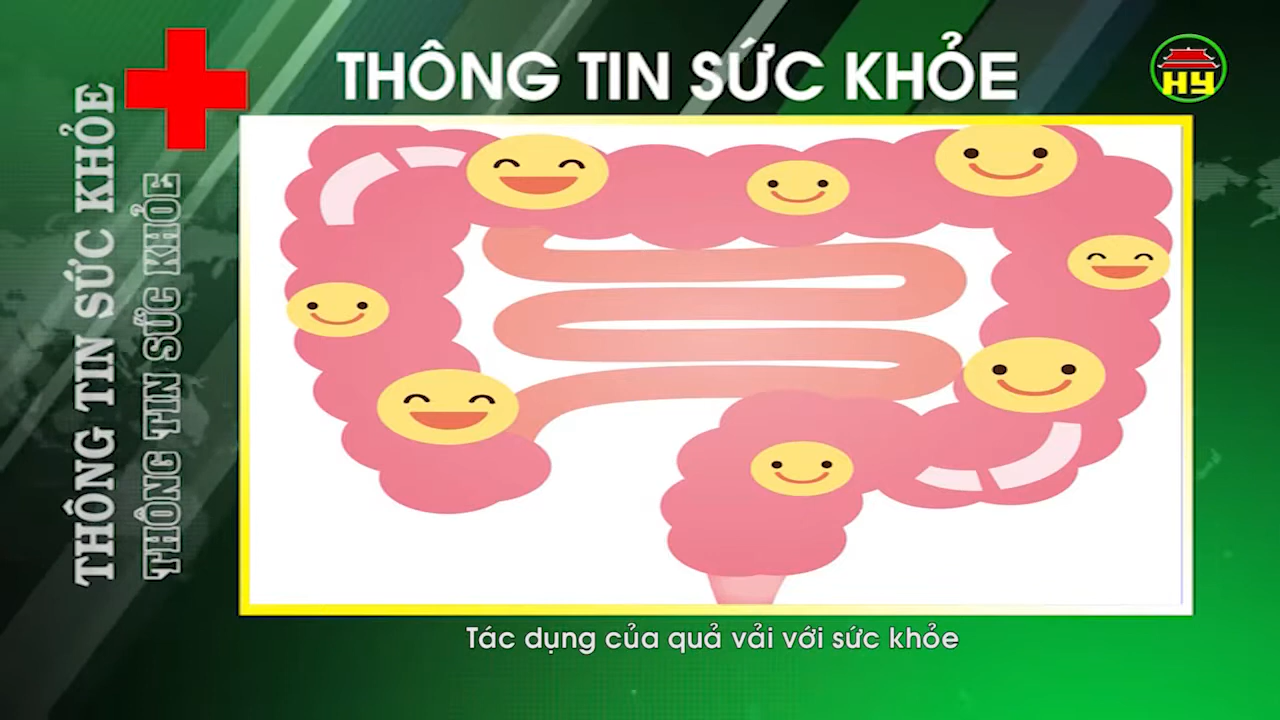 THÔNG TIN SỨC KHỎE
HY
THÔNG TIN SỨC KHỎE
THÔNG TIN SỨC KHỎE
Tác dụng của quả vải với sức khỏe